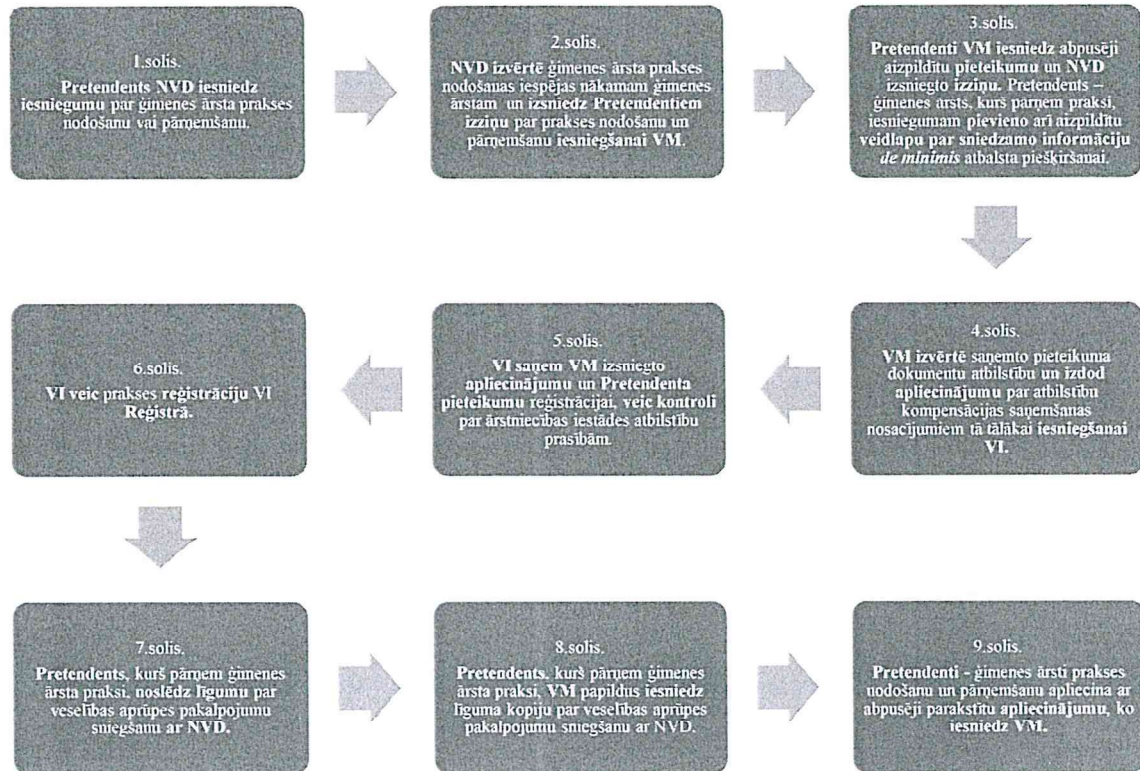 1.solis.
Pretendents NVD iesniedz
iesniegumu par ģimenes ārsta prakses
nodošanu vai pārņemšanu.
2.solis.
NVD izvērtē ģimenes ārsta prakses
nodošanas iespējas nākamam ģimenes
ārstam un izsniedz Pretendentiem
izziņu par prakses nodošanu un
pārņemšanu iesniegšanai VM.
3.solis.
Pretendenti VM iesniedz abpusēji
aizpildītu pieteikumu un NVD
izsniegto izziņu. Pretendents –
ģimenes ārsts, kurš pārņem praksi,
iesniegumam pievieno arī aizpildītu
veidlapu par sniedzamo informāciju
de minimis atbalsta piešķiršanai.
4.solis.
VM izvērtē saņemto pieteikuma
dokumentu atbilstību un izdod
apliecinājumu par atbilstību
kompensācijas saņemšanas
nosacījumiem tā tālākai iesniegšanai
VI.
5.solis.
VI saņem VM izsniegto
apliecinājumu un Pretendenta
pieteikumu reģistrācijai, veic kontroli
par ārstniecības iestādes atbilstību
prasībām.
6.solis.
VI veic prakses reģistrāciju VI
Reģistrā.
7.solis.
Pretendents, kurš pārņem ģimenes
ārsta praksi, noslēdz līgumu par
veselības aprūpes pakalpojumu
sniegšanu ar NVD.
8.solis.
Pretendents, kurš pārņem ģimenes
ārsta praksi, VM papildus iesniedz
līguma kopiju par veselības aprūpes
pakalpojumu sniegšanu ar NVD.
9.solis.
Pretendenti - ģimenes ārsti prakses
nodošanu un pārņemšanu apliecina ar
abpusēji parakstītu apliecinājumu, ko
iesniedz VM.